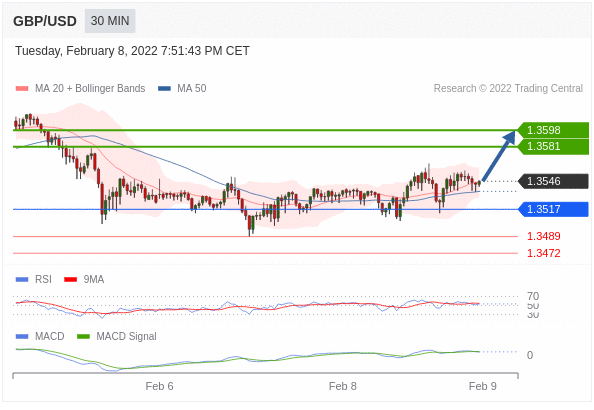 GBP/USD 30 MIN
Tuesday, February 8, 2022 7:51:43 PM CET
MA 20 + Bollinger Bands MA 50 Research © 2022 Trading Central
1.3598
1.3581
1.3546
1.3517
1.3489
1.3472
RSI 9MA
70
50
30
MACD MACD Signal
0
Feb 6 Feb 8 Feb 9